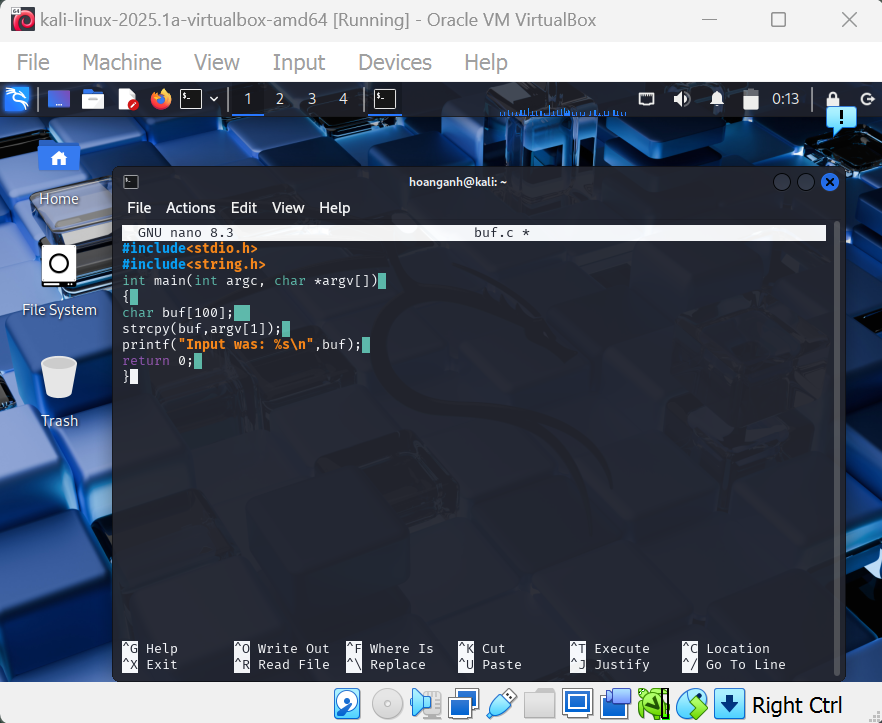 kali-linux-2025.1a-virtualbox-amd64 [Running] - Oracle VM VirtualBox
File Machine View Input Devices Help
1 2 3 4 0:13
Home
File System
Trash
hoanganh@kali: ~
File Actions Edit View Help
GNU nano 8.3 buf.c *
#include<stdio.h>
#include<string.h>
int main(int argc, char *argv[])
{
char buf[100];
strcpy(buf,argv[1]);
printf("Input was: %s\n",buf);
return 0;
}
^G Help ^O Write Out ^F Where Is ^K Cut ^T Execute ^C Location
^X Exit ^R Read File ^\ Replace ^U Paste ^J Justify ^/ Go To Line
Right Ctrl